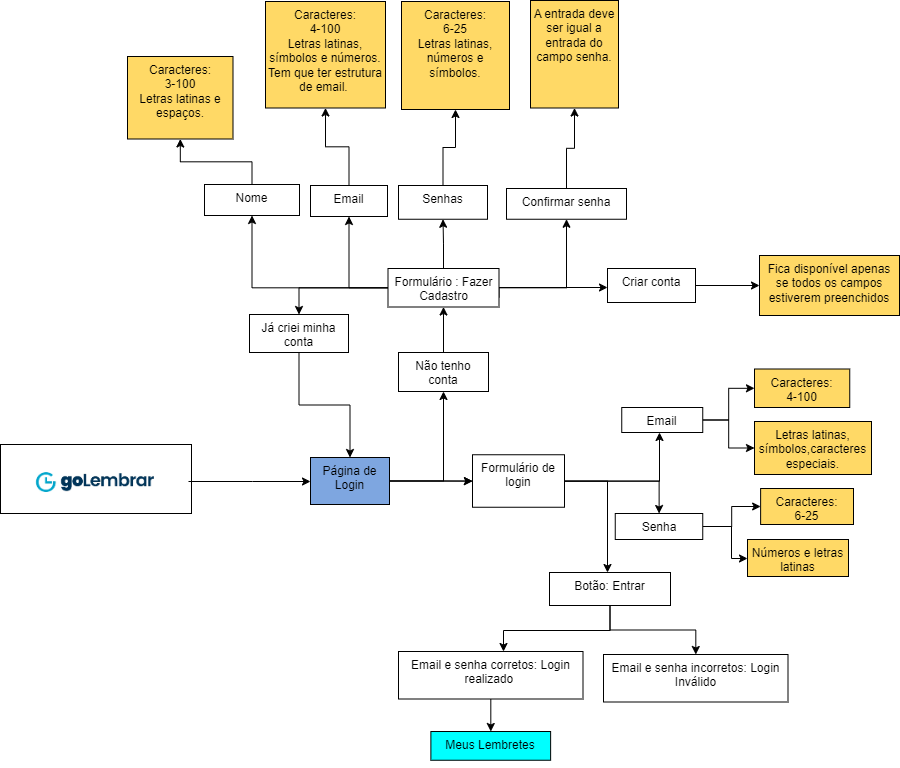 Caracteres:
4-100
Letras latinas,
símbolos e números.
Tem que ter estrutura
de email.
Caracteres:
6-25
Letras latinas,
números e
símbolos.
A entrada deve
ser igual a
entrada do
campo senha.
Caracteres:
3-100
Letras latinas e
espaços.
Nome
Email
Senhas
Confirmar senha
Formulário : Fazer
Cadastro
Criar conta
Fica disponível apenas
se todos os campos
estiverem preenchidos
Já criei minha
conta
Não tenho
conta
Caracteres:
4-100
Email
Letras latinas,
símbolos,caracteres
especiais.
goLembrar
Página de
Login
Formulário de
login
Caracteres:
6-25
Senha
Números e letras
latinas
Botão: Entrar
Email e senha corretos: Login
realizado
Email e senha incorretos: Login
Inválido
Meus Lembretes